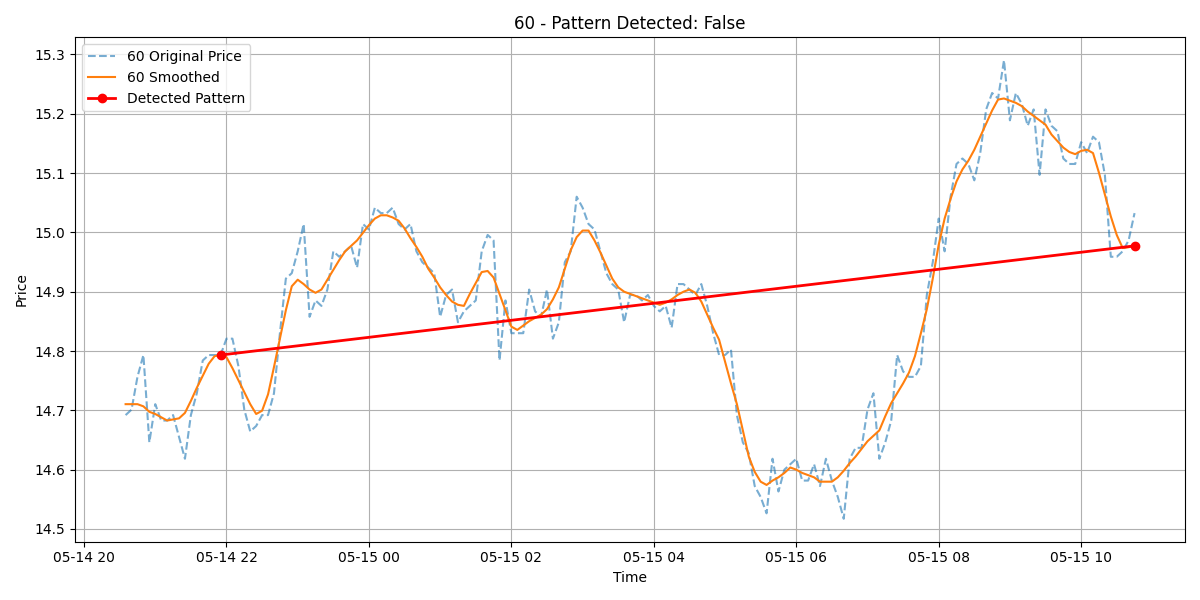 60 - Pattern Detected: False
60 Original Price
60 Smoothed
Detected Pattern
Price
15.3
15.2
15.1
15.0
14.9
14.8
14.7
14.6
14.5
05-14 20
05-14 22
05-15 00
05-15 02
05-15 04
05-15 06
05-15 08
05-15 10
Time